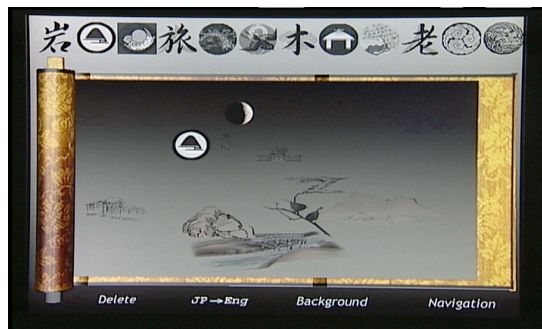 岩 旅 木 老
Delete JP→Eng Background Navigation